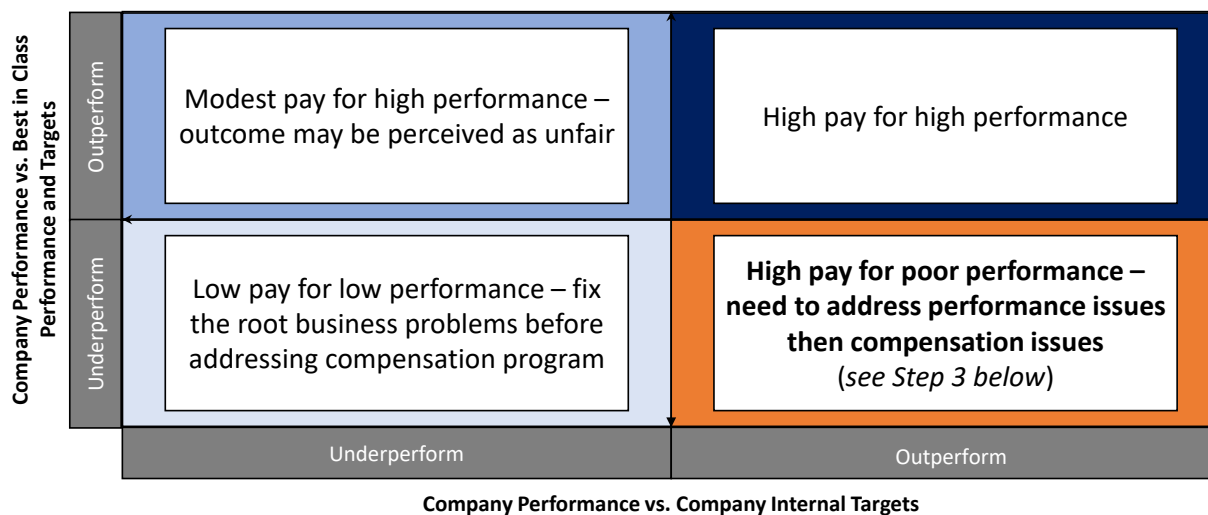 Company Performance vs. Best in Class
Performance and Targets
Outperform
Modest pay for high performance –
outcome may be perceived as unfair
High pay for high performance
Underperform
Low pay for low performance – fix
the root business problems before
addressing compensation program
High pay for poor performance –
need to address performance issues
then compensation issues
(see Step 3 below)
Underperform
Outperform
Company Performance vs. Company Internal Targets